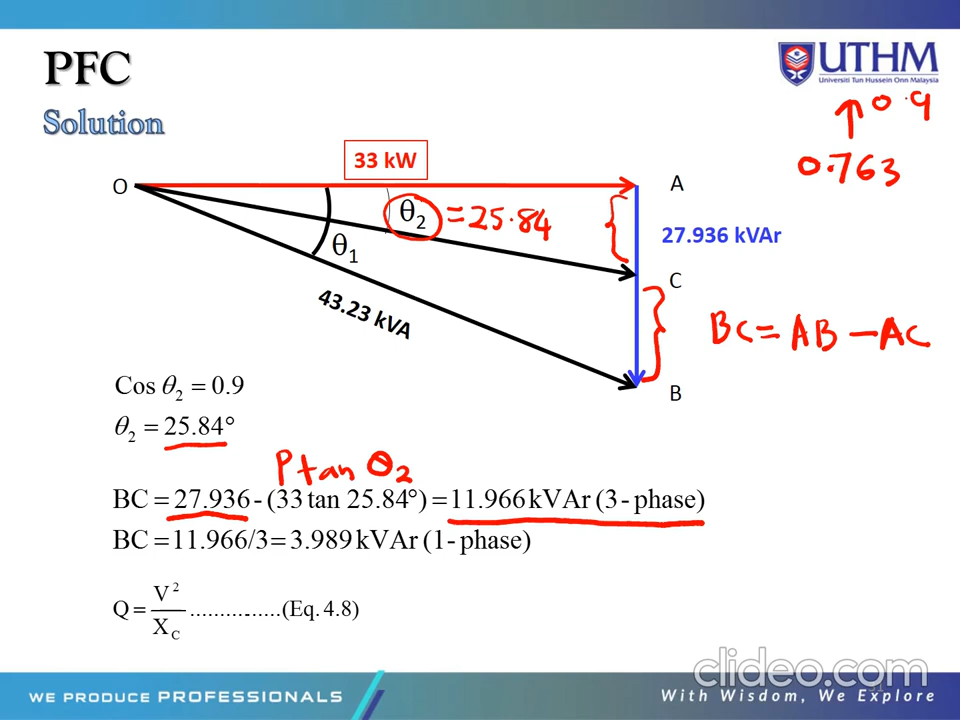 PFC
UTHM
Universiti Tun Hussein Onn Malaysia
Solution
0.9
↑
0.763
33 kW
O
A
θ2 = 25.84
27.936 kVAr
θ1
C
43.23 kVA
BC = AB - AC
B
Cos θ2 = 0.9
θ2 = 25.84°
P tan θ2
BC = 27.936 - (33 tan 25.84°) = 11.966 kVAr (3-phase)
BC = 11.966/3 = 3.989 kVAr (1-phase)
Q = V² / XC ................(Eq. 4.8)
clideo.com
31
WE PRODUCE PROFESSIONALS
With Wisdom, We Explore